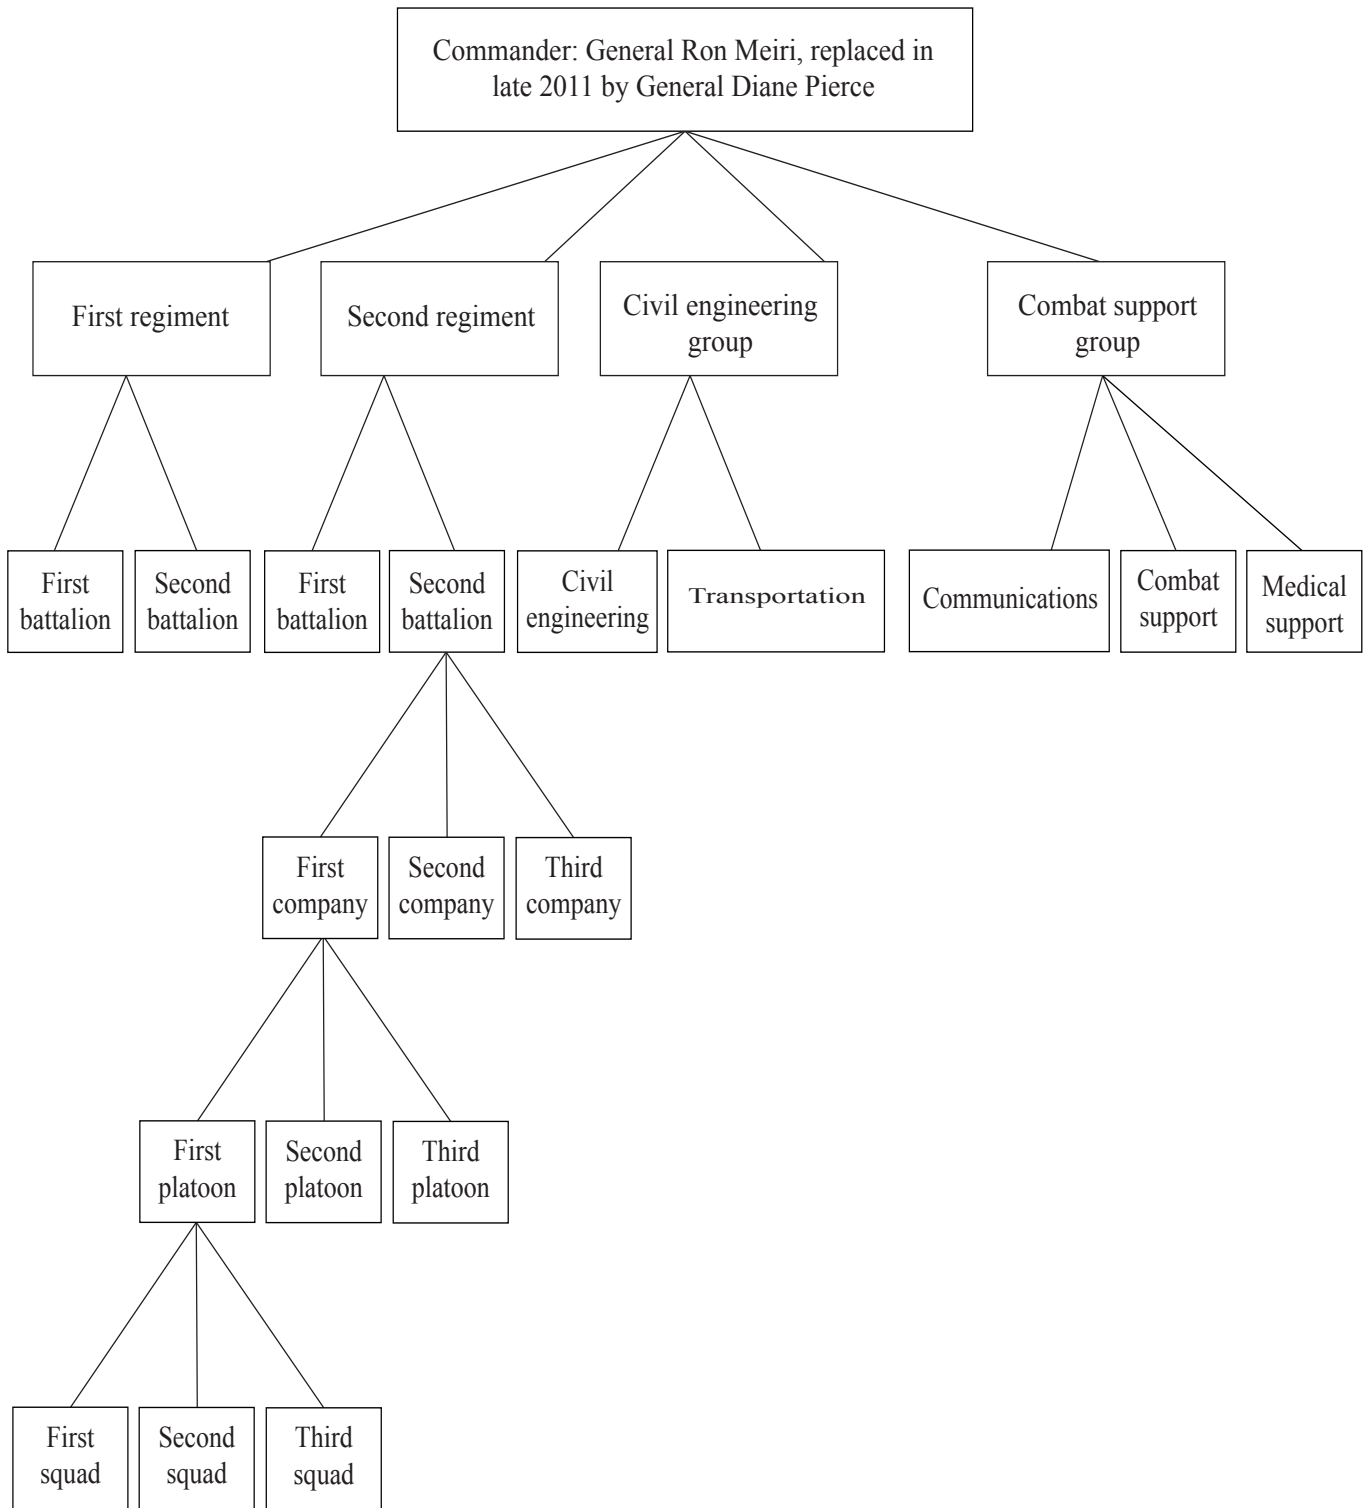 Commander: General Ron Meiri, replaced in
late 2011 by General Diane Pierce
First regiment
Second regiment
Civil engineering
group
Combat support
group
First
battalion
Second
battalion
First
battalion
Second
battalion
Civil
engineering
Transportation
Communications
Combat
support
Medical
support
First
company
Second
company
Third
company
First
platoon
Second
platoon
Third
platoon
First
squad
Second
squad
Third
squad